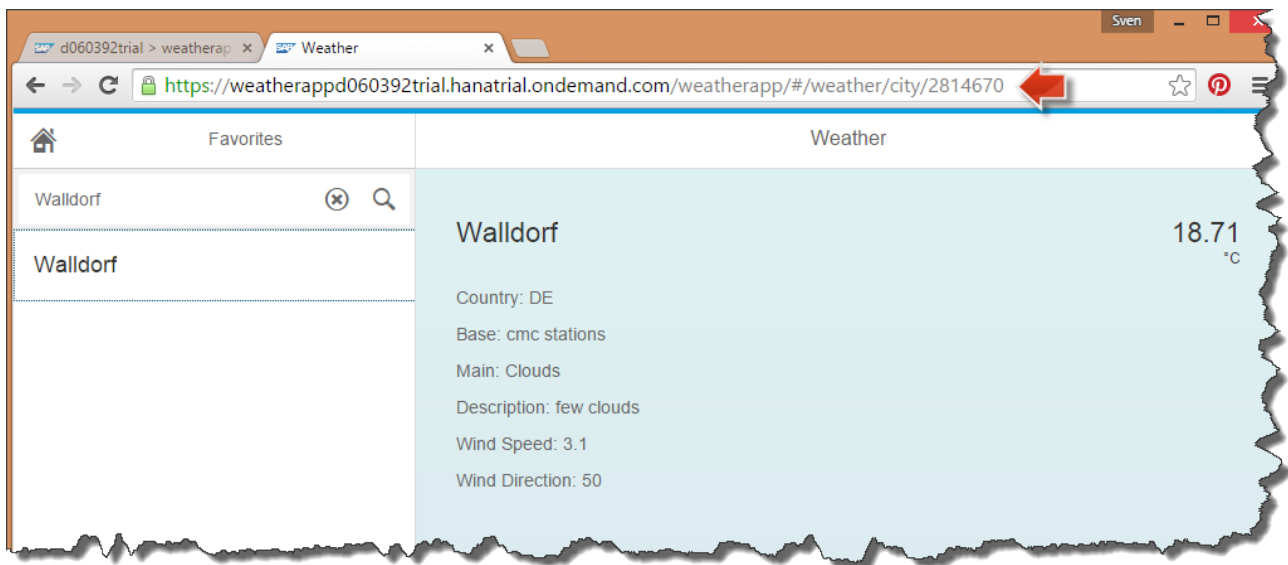 Sven
d060392trial > weatherap
SAP Weather
https://weatherappd060392trial.hanatrial.ondemand.com/weatherapp/#/weather/city/2814670
Favorites
Weather
Walldorf
Walldorf
Walldorf
18.71
°C
Country: DE
Base: cmc stations
Main: Clouds
Description: few clouds
Wind Speed: 3.1
Wind Direction: 50